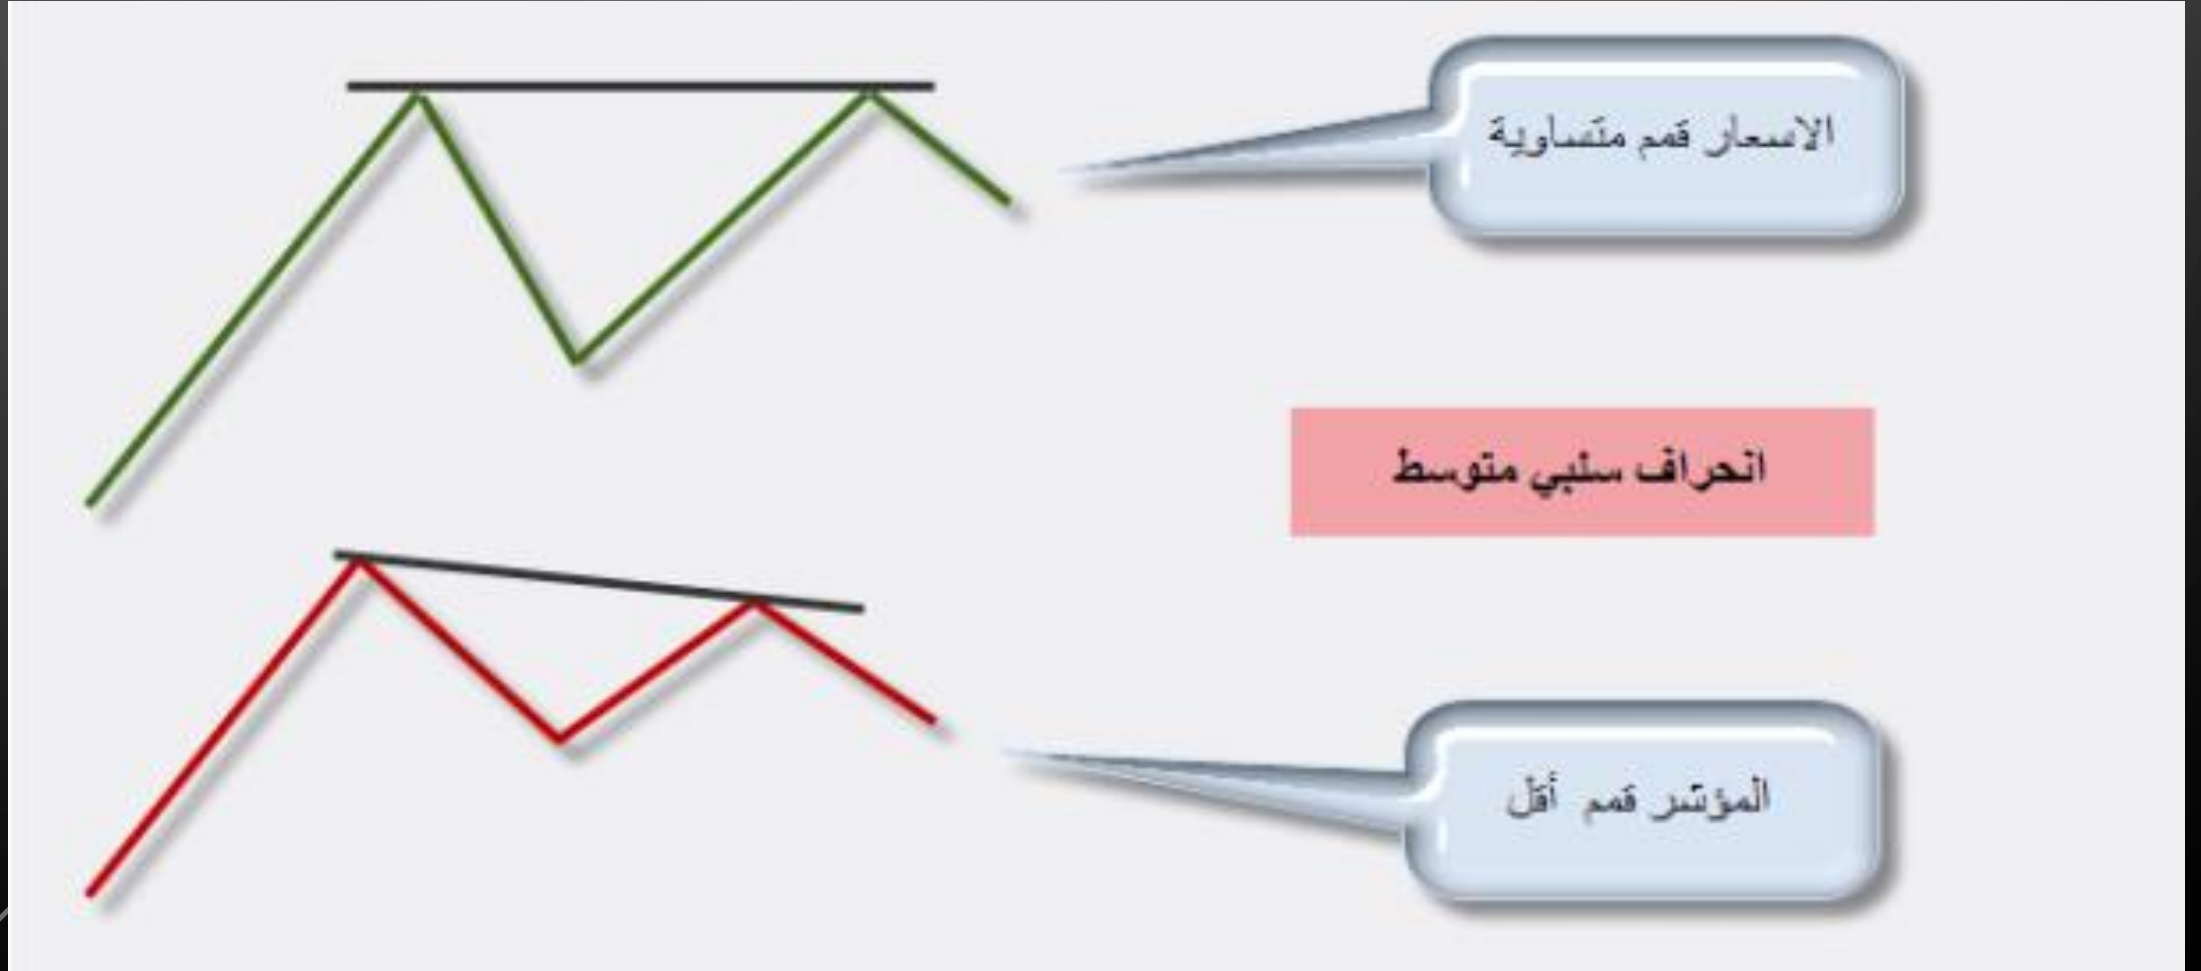 الاسعار قمم متساوية
انحراف سلبي متوسط
المؤشر قمم أقل